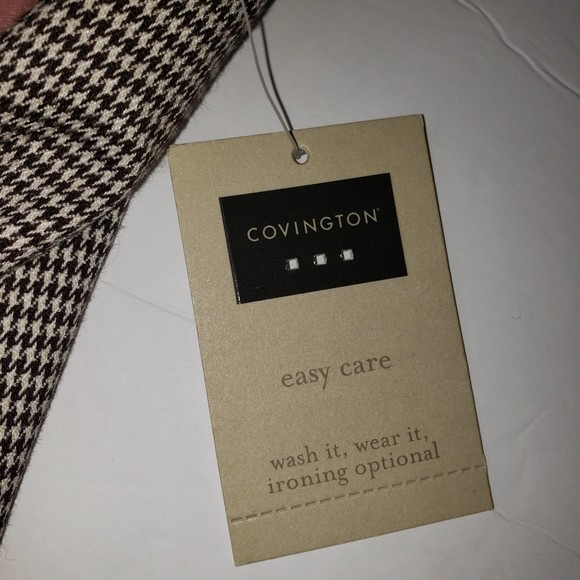 COVINGTON
easy care
wash it, wear it,
ironing optional